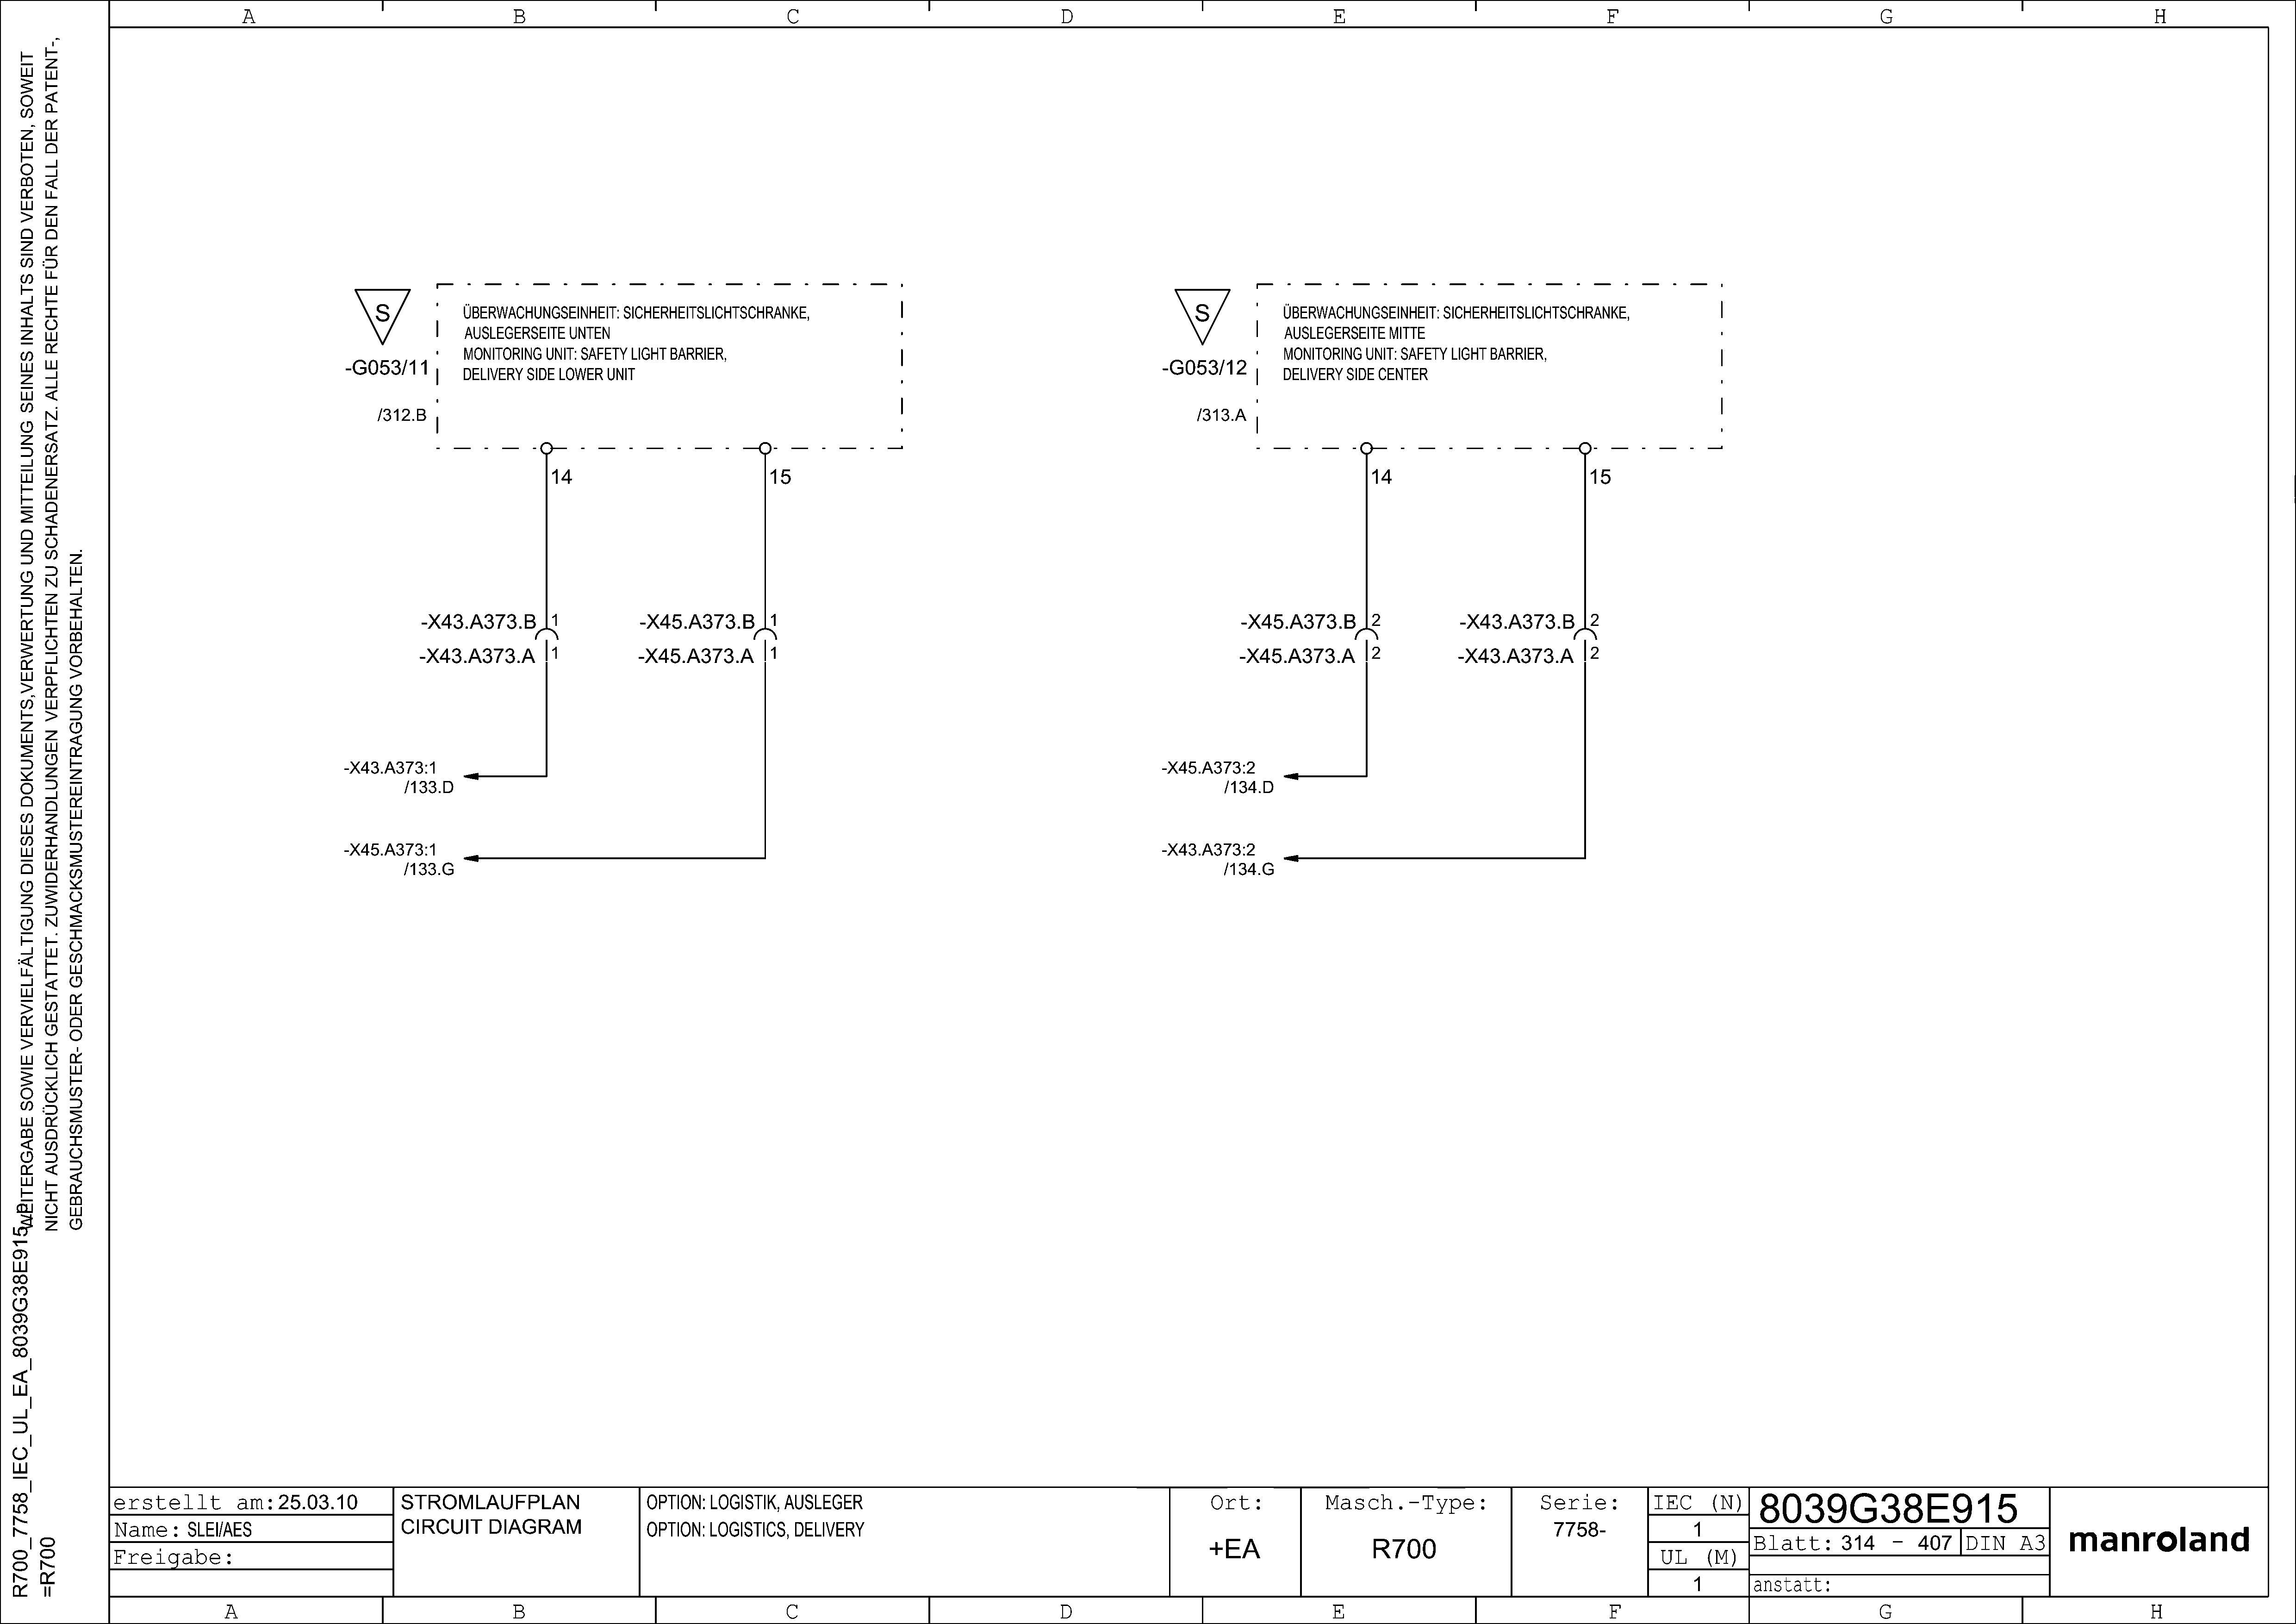 A B C D E F G H
WEITERGABE SOWIE VERVIELFÄLTIGUNG DIESES DOKUMENTS,VERWERTUNG UND MITTEILUNG SEINES INHALTS SIND VERBOTEN, SOWEIT
NICHT AUSDRÜCKLICH GESTATTET. ZUWIDERHANDLUNGEN VERPFLICHTEN ZU SCHADENERSATZ. ALLE RECHTE FÜR DEN FALL DER PATENT-,
GEBRAUCHSMUSTER- ODER GESCHMACKSMUSTEREINTRAGUNG VORBEHALTEN.
R700_7758_IEC_UL_EA_8039G38E915_P
=R700
S
-G053/11
/312.B
ÜBERWACHUNGSEINHEIT: SICHERHEITSLICHTSCHRANKE,
AUSLEGERSEITE UNTEN
MONITORING UNIT: SAFETY LIGHT BARRIER,
DELIVERY SIDE LOWER UNIT
14 15
-X43.A373.B 1 -X45.A373.B 1
-X43.A373.A 1 -X45.A373.A 1
-X43.A373:1
/133.D
-X45.A373:1
/133.G
S
-G053/12
/313.A
ÜBERWACHUNGSEINHEIT: SICHERHEITSLICHTSCHRANKE,
AUSLEGERSEITE MITTE
MONITORING UNIT: SAFETY LIGHT BARRIER,
DELIVERY SIDE CENTER
14 15
-X45.A373.B 2 -X43.A373.B 2
-X45.A373.A 2 -X43.A373.A 2
-X45.A373:2
/134.D
-X43.A373:2
/134.G
erstellt am: 25.03.10
Name: SLEI/AES
Freigabe:
STROMLAUFPLAN
CIRCUIT DIAGRAM
OPTION: LOGISTIK, AUSLEGER
OPTION: LOGISTICS, DELIVERY
Ort:
+EA
Masch.-Type:
R700
Serie:
7758-
IEC (N)
1
UL (M)
1
8039G38E915
Blatt: 314 - 407 DIN A3
anstatt:
manroland
A B C D E F G H